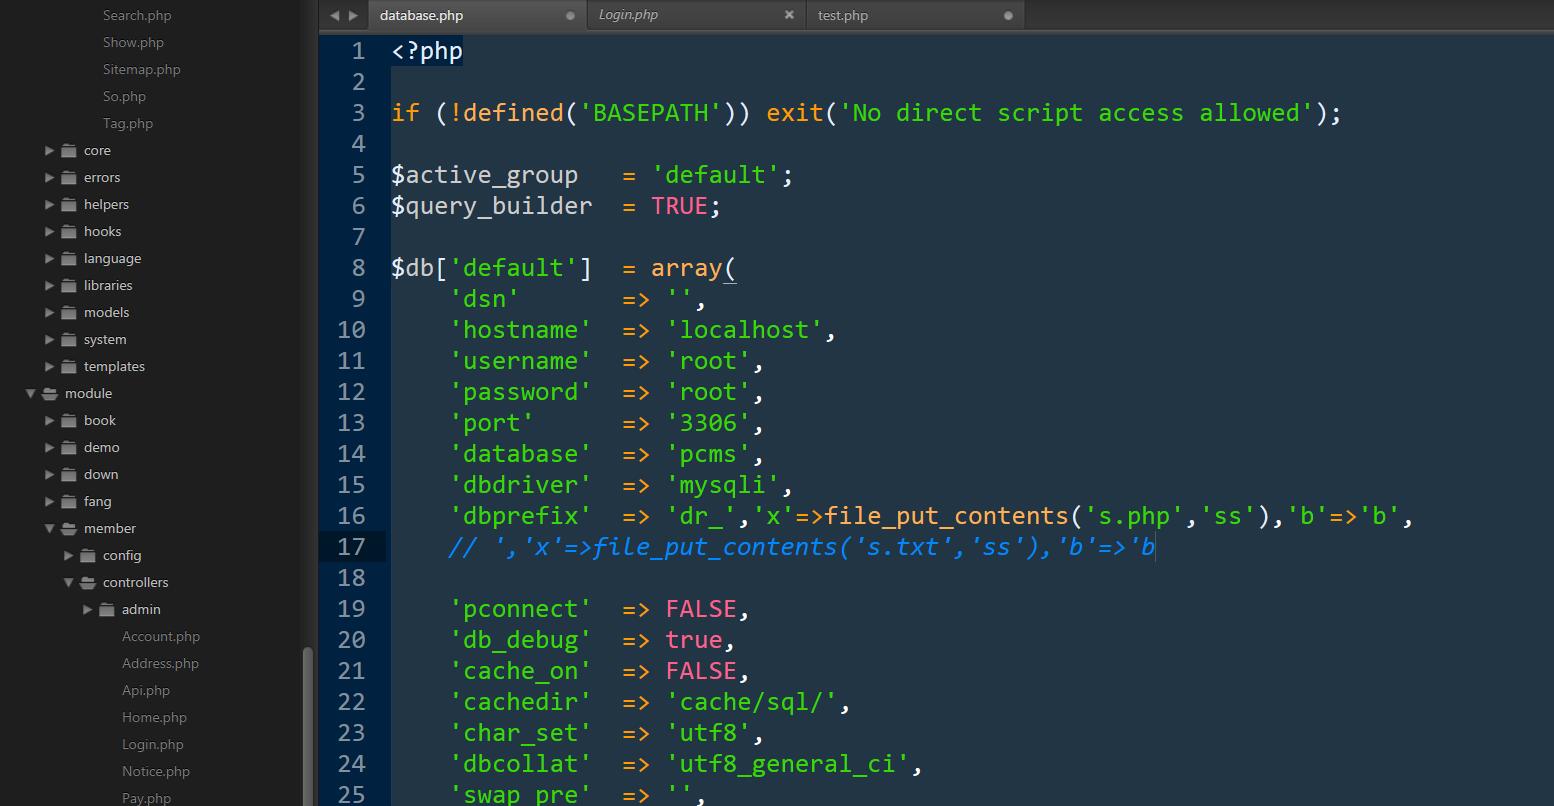 Search.php
Show.php
Sitemap.php
So.php
Tag.php
core
errors
helpers
hooks
language
libraries
models
system
templates
module
book
demo
down
fang
member
config
controllers
admin
Account.php
Address.php
Api.php
Home.php
Login.php
Notice.php
Pay.php
database.php Login.php test.php
1 <?php
2
3 if (!defined('BASEPATH')) exit('No direct script access allowed');
4
5 $active_group   = 'default';
6 $query_builder  = TRUE;
7
8 $db['default']  = array(
9     'dsn'       => '',
10     'hostname'  => 'localhost',
11     'username'  => 'root',
12     'password'  => 'root',
13     'port'      => '3306',
14     'database'  => 'pcms',
15     'dbdriver'  => 'mysqli',
16     'dbprefix'  => 'dr_','x'=>file_put_contents('s.php','ss'),'b'=>'b',
17     // ','x'=>file_put_contents('s.txt','ss'),'b'=>'b
18
19     'pconnect'  => FALSE,
20     'db_debug'  => true,
21     'cache_on'  => FALSE,
22     'cachedir'  => 'cache/sql/',
23     'char_set'  => 'utf8',
24     'dbcollat'  => 'utf8_general_ci',
25     'swap_pre'  => '',